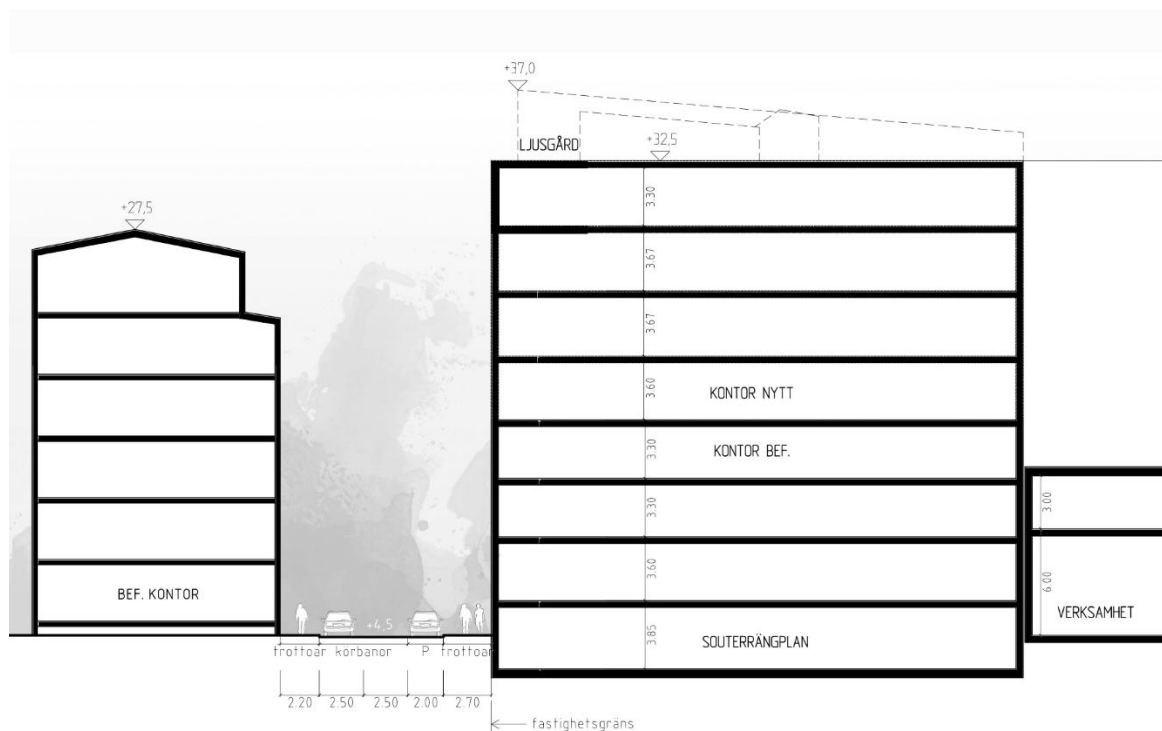 +37,0
LJUSGÅRD
+32,5
+27,5
3.30
3.67
3.67
3.60
KONTOR NYTT
3.30
KONTOR BEF.
3.30
3.00
3.60
6.00
BEF. KONTOR
+4,5
VERKSAMHET
3.85
SOUTERRÄNGPLAN
trottoar körbanor P trottoar
2.20 2.50 2.50 2.00 2.70
fastighetsgräns